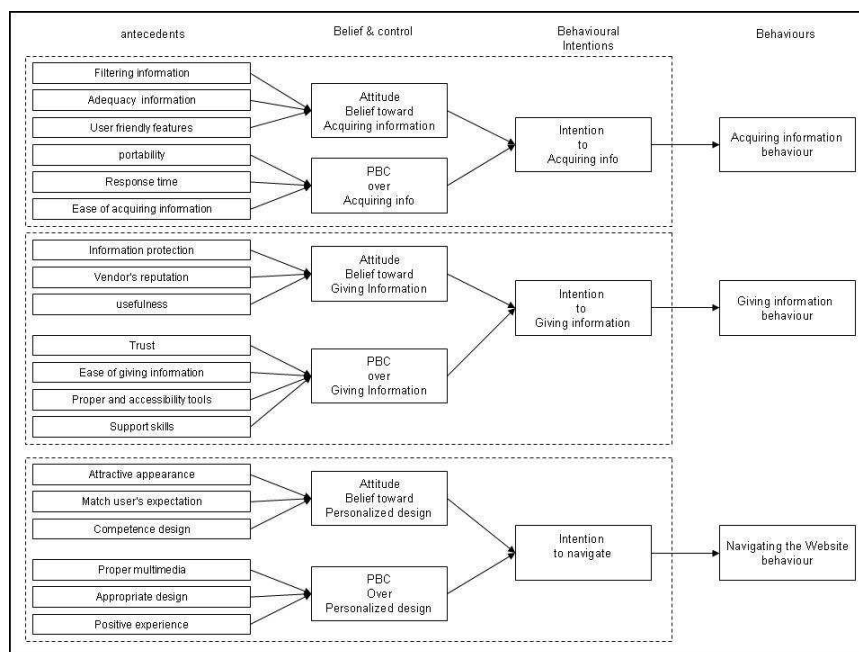 antecedents
Belief & control
Behavioural
Intentions
Behaviours
Filtering information
Adequacy information
User friendly features
portability
Response time
Ease of acquiring information
Attitude
Belief toward
Acquiring information
PBC
over
Acquiring info
Intention
to
Acquiring info
Acquiring information
behaviour
Information protection
Vendor's reputation
usefulness
Trust
Ease of giving information
Proper and accessibility tools
Support skills
Attitude
Belief toward
Giving Information
PBC
over
Giving Information
Intention
to
Giving information
Giving information
behaviour
Attractive appearance
Match user's expectation
Competence design
Proper multimedia
Appropriate design
Positive experience
Attitude
Belief toward
Personalized design
PBC
Over
Personalized design
Intention
to navigate
Navigating the Website
behaviour